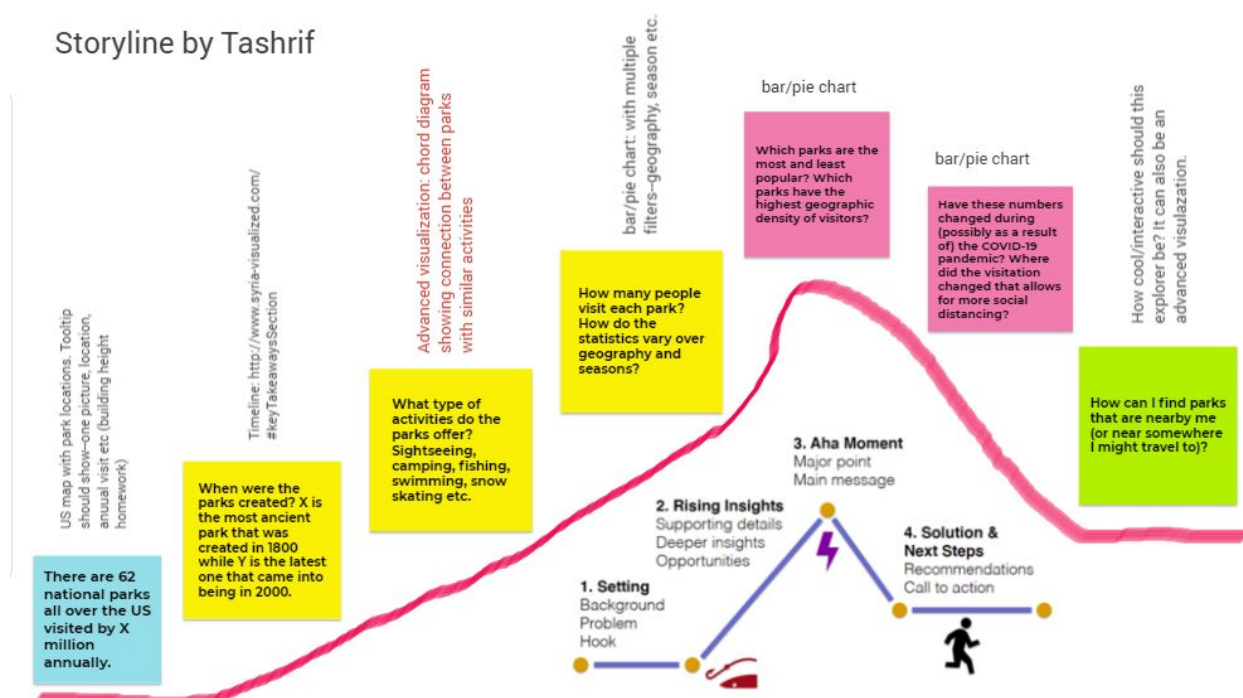 Storyline by Tashrif
US map with park locations. Tooltip
should show--one picture, location,
anuual visit etc (building height
homework)
There are 62
national parks
all over the US
visited by X
million
annually.
Timeline: http://www.syria-visualized.com/
#keyTakeawaysSection
When were the
parks created? X is
the most ancient
park that was
created in 1800
while Y is the latest
one that came into
being in 2000.
Advanced visualization: chord diagram
showing connection between parks
with similar activities
What type of
activities do the
parks offer?
Sightseeing,
camping, fishing,
swimming, snow
skating etc.
bar/pie chart: with multiple
filters--geography, season etc.
How many people
visit each park?
How do the
statistics vary over
geography and
seasons?
bar/pie chart
Which parks are the
most and least
popular? Which
parks have the
highest geographic
density of visitors?
bar/pie chart
Have these numbers
changed during
(possibly as a result
of) the COVID-19
pandemic? Where
did the visitation
changed that allows
for more social
distancing?
How cool/interactive should this
explorer be? It can also be an
advanced visulazation.
How can I find parks
that are nearby me
(or near somewhere
I might travel to)?
1. Setting
Background
Problem
Hook
2. Rising Insights
Supporting details
Deeper insights
Opportunities
3. Aha Moment
Major point
Main message
4. Solution &
Next Steps
Recommendations
Call to action